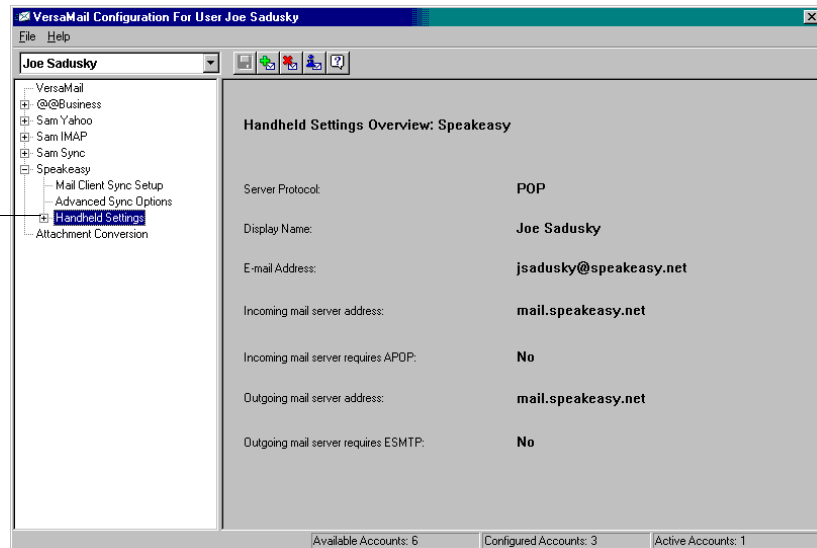 VersaMail Configuration For User Joe Sadusky
File Help
Joe Sadusky
VersaMail
@@Business
Sam Yahoo
Sam IMAP
Sam Sync
Speakeasy
Mail Client Sync Setup
Advanced Sync Options
Handheld Settings
Attachment Conversion
Handheld Settings Overview: Speakeasy
Server Protocol: POP
Display Name: Joe Sadusky
E-mail Address: jsadusky@speakeasy.net
Incoming mail server address: mail.speakeasy.net
Incoming mail server requires APOP: No
Outgoing mail server address: mail.speakeasy.net
Outgoing mail server requires ESMTP: No
Available Accounts: 6 Configured Accounts: 3 Active Accounts: 1